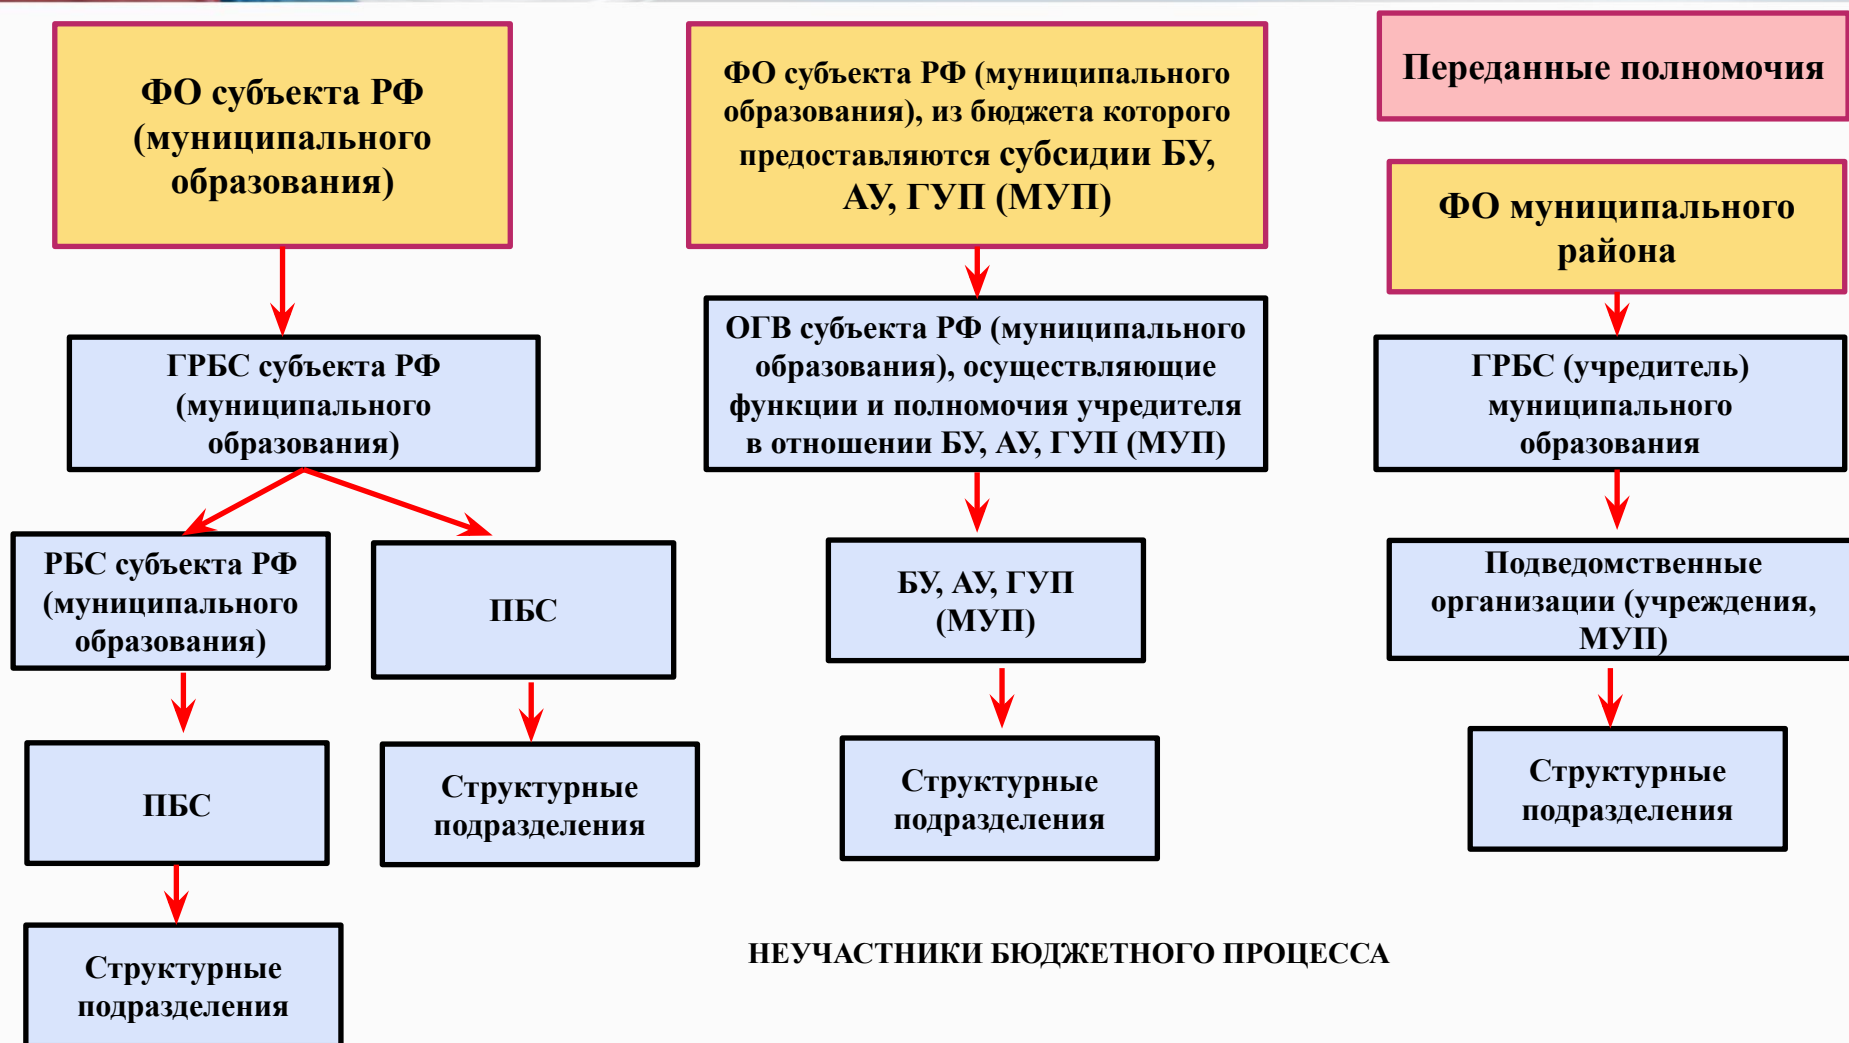 ФО субъекта РФ
(муниципального
образования)
ГРБС субъекта РФ
(муниципального
образования)
РБС субъекта РФ
(муниципального
образования)
ПБС
Структурные
подразделения
ПБС
Структурные
подразделения
ФО субъекта РФ (муниципального
образования), из бюджета которого
предоставляются субсидии БУ,
АУ, ГУП (МУП)
ОГВ субъекта РФ (муниципального
образования), осуществляющие
функции и полномочия учредителя
в отношении БУ, АУ, ГУП (МУП)
БУ, АУ, ГУП
(МУП)
Структурные
подразделения
НЕУЧАСТНИКИ БЮДЖЕТНОГО ПРОЦЕССА
Переданные полномочия
ФО муниципального
района
ГРБС (учредитель)
муниципального
образования
Подведомственные
организации (учреждения,
МУП)
Структурные
подразделения